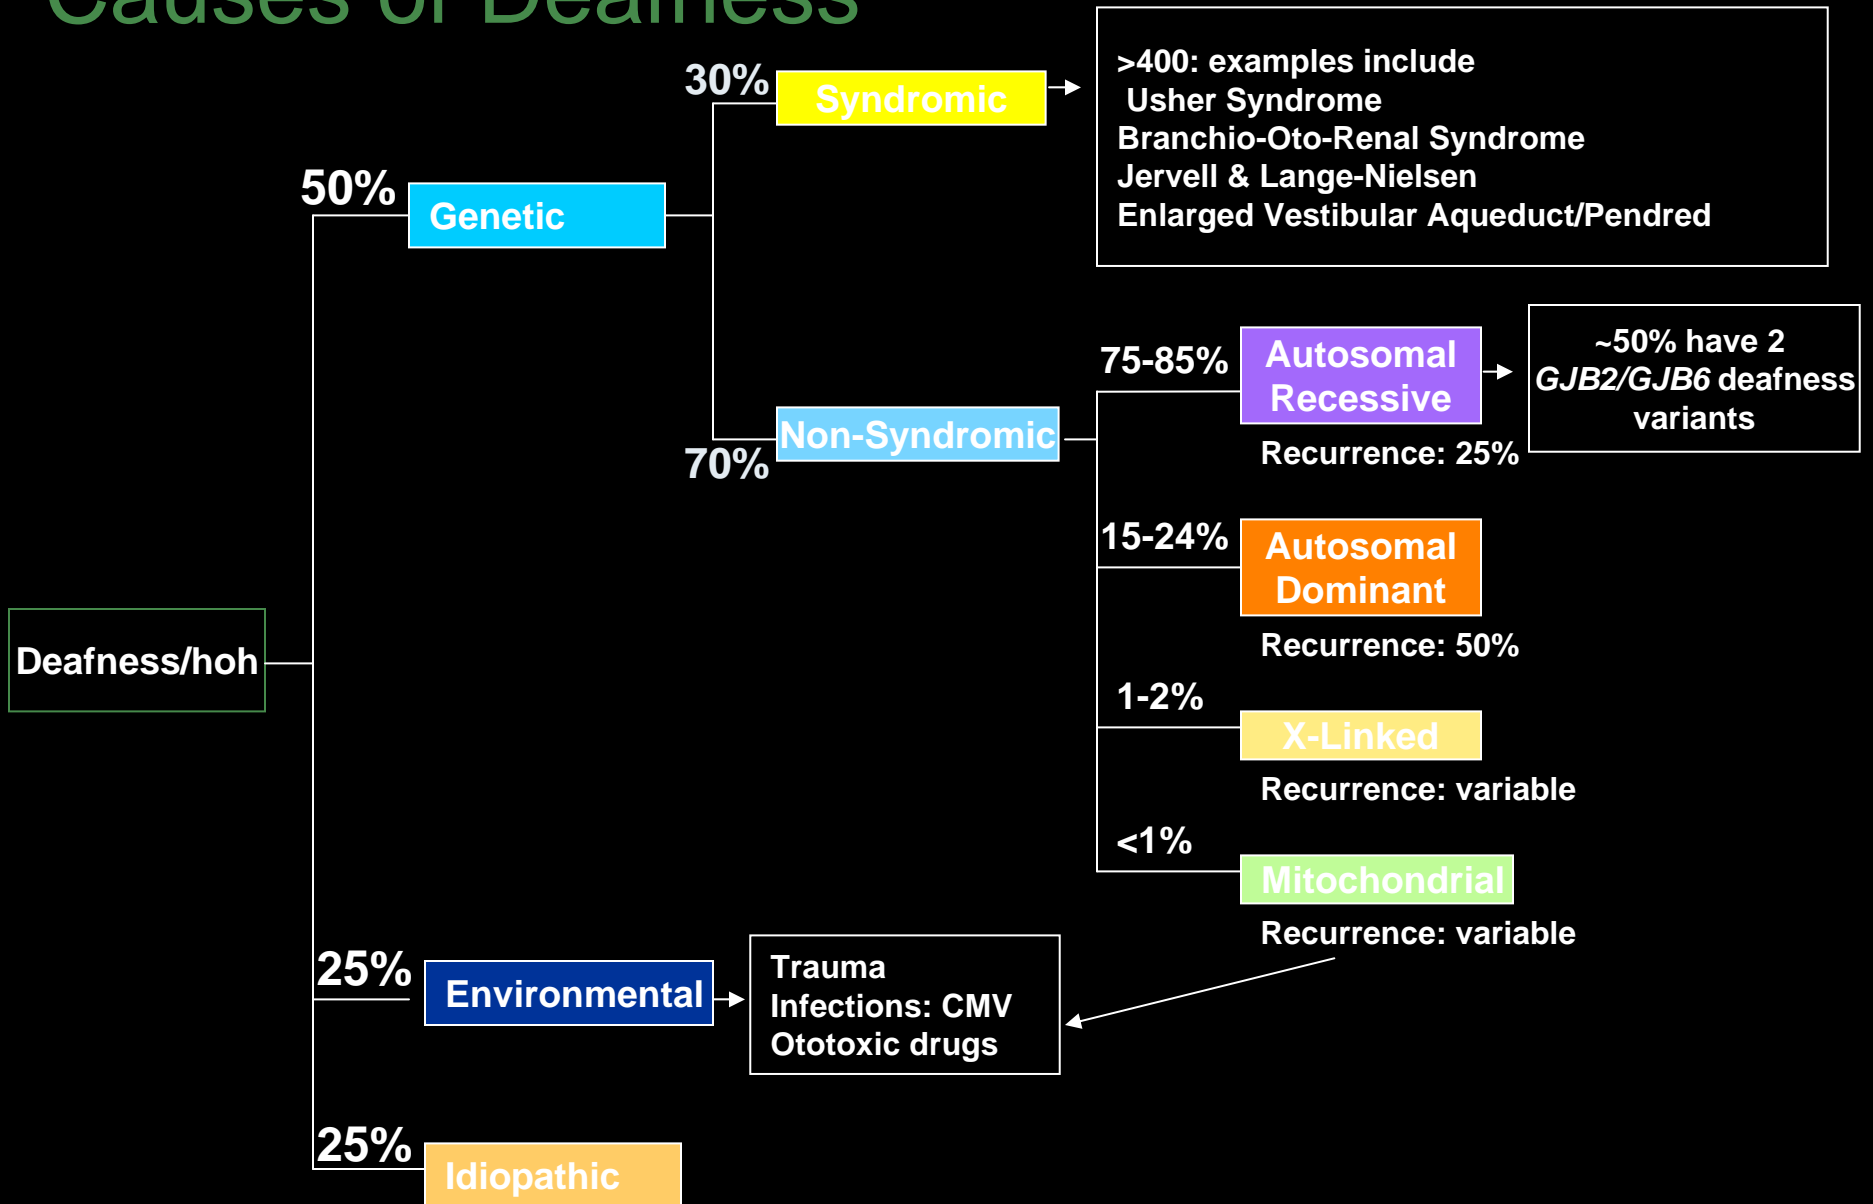 Causes of Deafness
30%
Syndromic
>400: examples include
Usher Syndrome
Branchio-Oto-Renal Syndrome
Jervell & Lange-Nielsen
Enlarged Vestibular Aqueduct/Pendred
50%
Genetic
75-85%
Autosomal
Recessive
Recurrence: 25%
~50% have 2
GJB2/GJB6 deafness
variants
70%
Non-Syndromic
15-24%
Autosomal
Dominant
Recurrence: 50%
Deafness/hoh
1-2%
X-Linked
Recurrence: variable
<1%
Mitochondrial
Recurrence: variable
25%
Environmental
Trauma
Infections: CMV
Ototoxic drugs
25%
Idiopathic